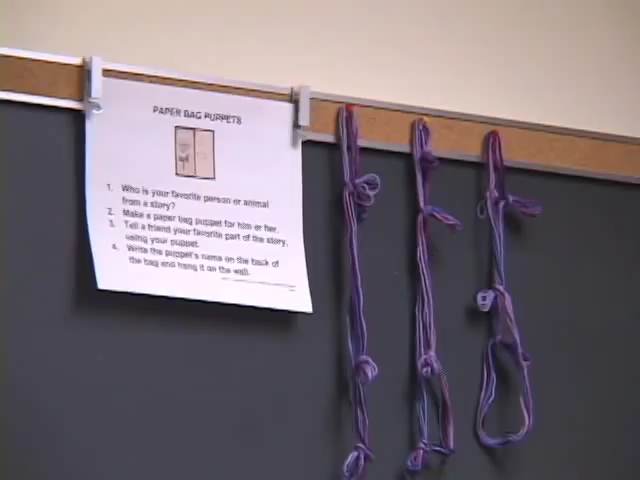 PAPER BAG PUPPETS
1. Who is your favorite person or animal
from a story?
2. Make a paper bag puppet for him or her.
3. Tell a friend your favorite part of the story,
using your puppet.
4. Write the puppet's name on the back of
the bag and hang it on the wall.